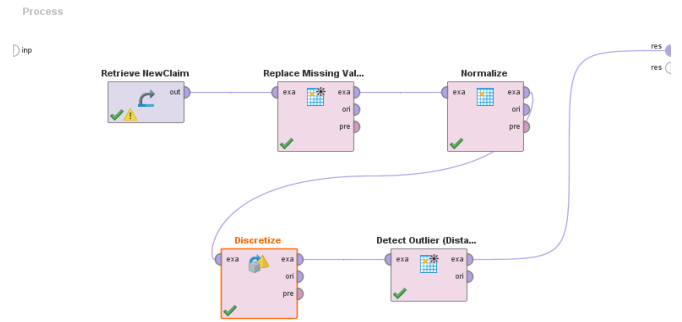 Process
inp
res
res
Retrieve NewClaim
out
Replace Missing Val...
exa
exa
ori
pre
Normalize
exa
exa
ori
pre
Discretize
exa
exa
ori
pre
Detect Outlier (Dista...
exa
exa
ori